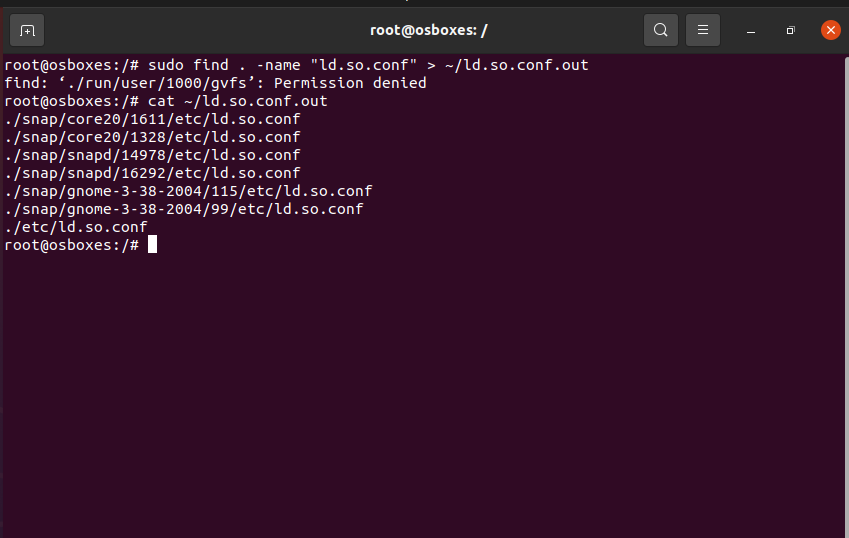 root@osboxes: /
root@osboxes:/# sudo find . -name "ld.so.conf" > ~/ld.so.conf.out
find: ‘./run/user/1000/gvfs’: Permission denied
root@osboxes:/# cat ~/ld.so.conf.out
./snap/core20/1611/etc/ld.so.conf
./snap/core20/1328/etc/ld.so.conf
./snap/snapd/14978/etc/ld.so.conf
./snap/snapd/16292/etc/ld.so.conf
./snap/gnome-3-38-2004/115/etc/ld.so.conf
./snap/gnome-3-38-2004/99/etc/ld.so.conf
./etc/ld.so.conf
root@osboxes:/#